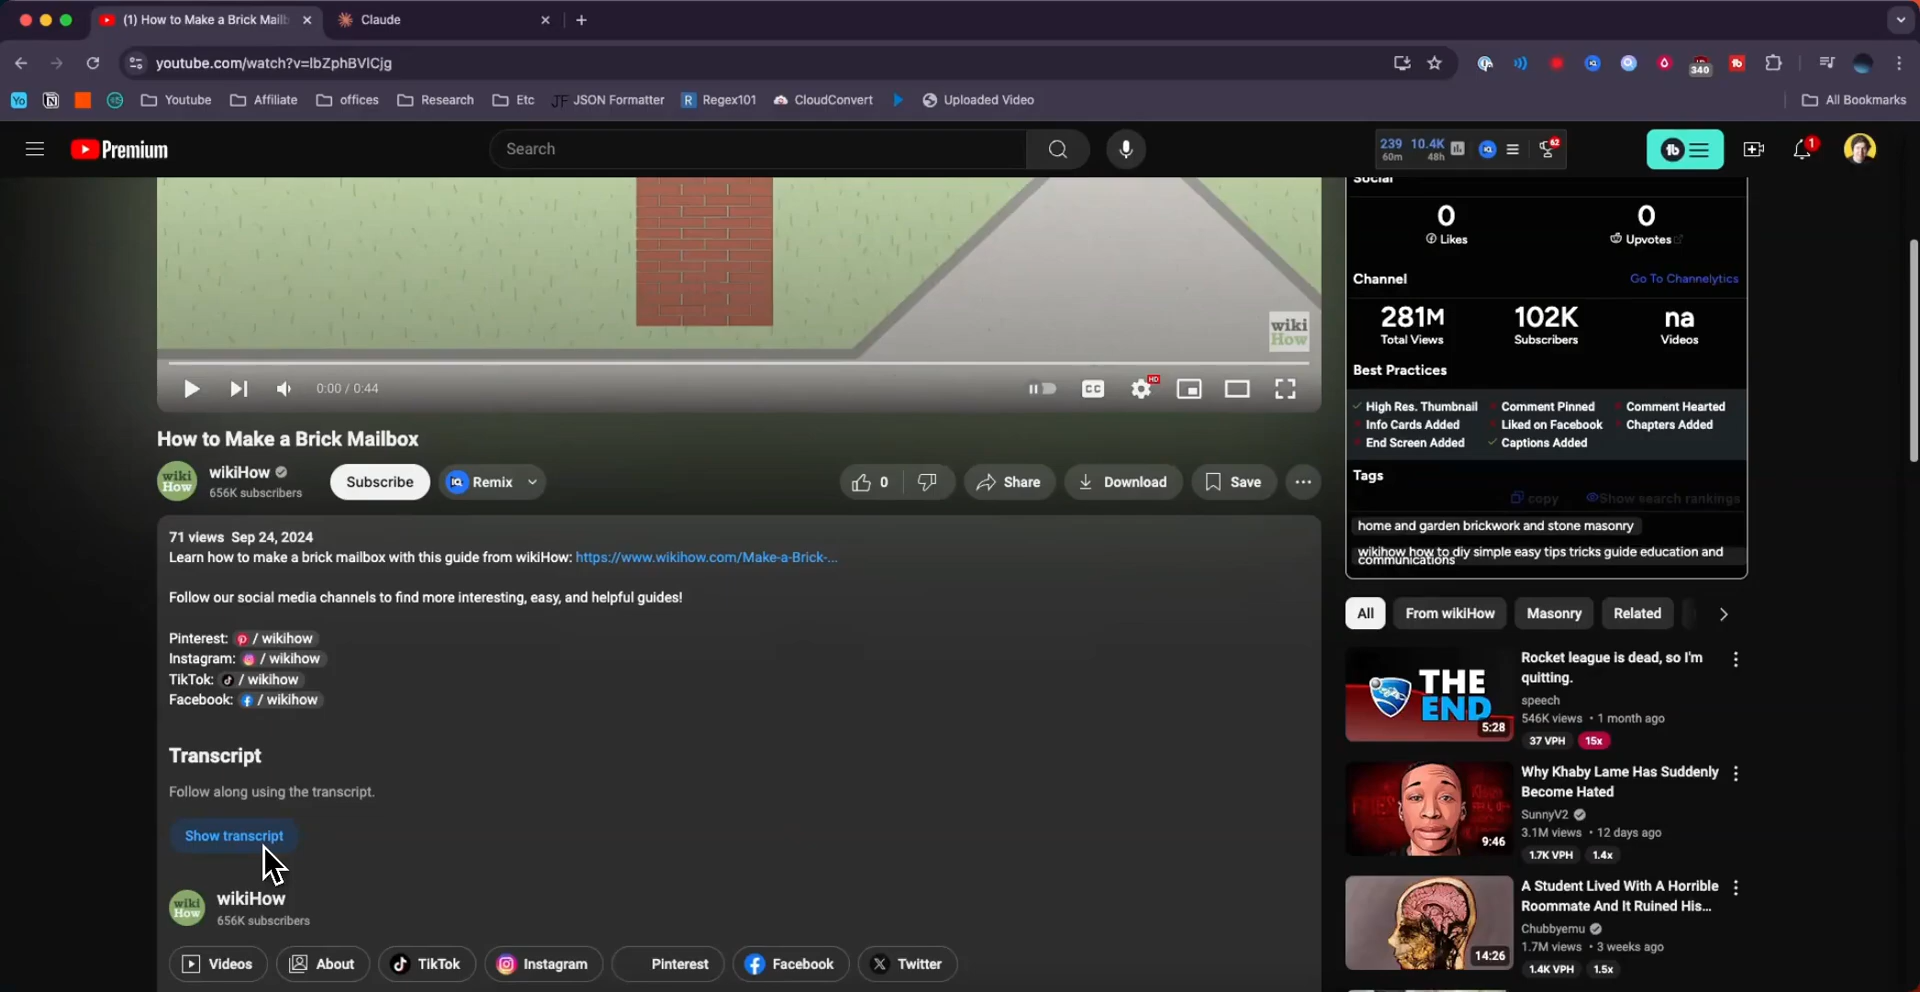 (1) How to Make a Brick Mailb
Claude
youtube.com/watch?v=lbZphBVlCjg
340
Yo
Youtube
Affiliate
offices
Research
Etc
JF JSON Formatter
R Regex101
CloudConvert
Uploaded Video
All Bookmarks
Premium
Search
239 10.4K
60m 48h
62
1
Social
0 0
Likes Upvotes
Channel Go To Channelytics
281M 102K na
Total Views Subscribers Videos
Best Practices
High Res. Thumbnail Comment Pinned Comment Hearted
Info Cards Added Liked on Facebook Chapters Added
End Screen Added Captions Added
Tags
copy Show search rankings
home and garden brickwork and stone masonry
wikihow how to diy simple easy tips tricks guide education and
communications
wiki
How
0:00 / 0:44
CC
HD
How to Make a Brick Mailbox
wiki
How
wikiHow
656K subscribers
Subscribe
Remix
0
Share
Download
Save
71 views Sep 24, 2024
Learn how to make a brick mailbox with this guide from wikiHow: https://www.wikihow.com/Make-a-Brick-...
Follow our social media channels to find more interesting, easy, and helpful guides!
Pinterest: / wikihow
Instagram: / wikihow
TikTok: / wikihow
Facebook: / wikihow
Transcript
Follow along using the transcript.
Show transcript
wiki
How
wikiHow
656K subscribers
Videos
About
TikTok
Instagram
Pinterest
Facebook
Twitter
All
From wikiHow
Masonry
Related
THE
END
5:28
Rocket league is dead, so I'm
quitting.
speech
546K views • 1 month ago
37 VPH 15x
9:46
Why Khaby Lame Has Suddenly
Become Hated
SunnyV2
3.1M views • 12 days ago
1.7K VPH 1.4x
14:26
A Student Lived With A Horrible
Roommate And It Ruined His...
Chubbyemu
1.7M views • 3 weeks ago
1.4K VPH 1.5x